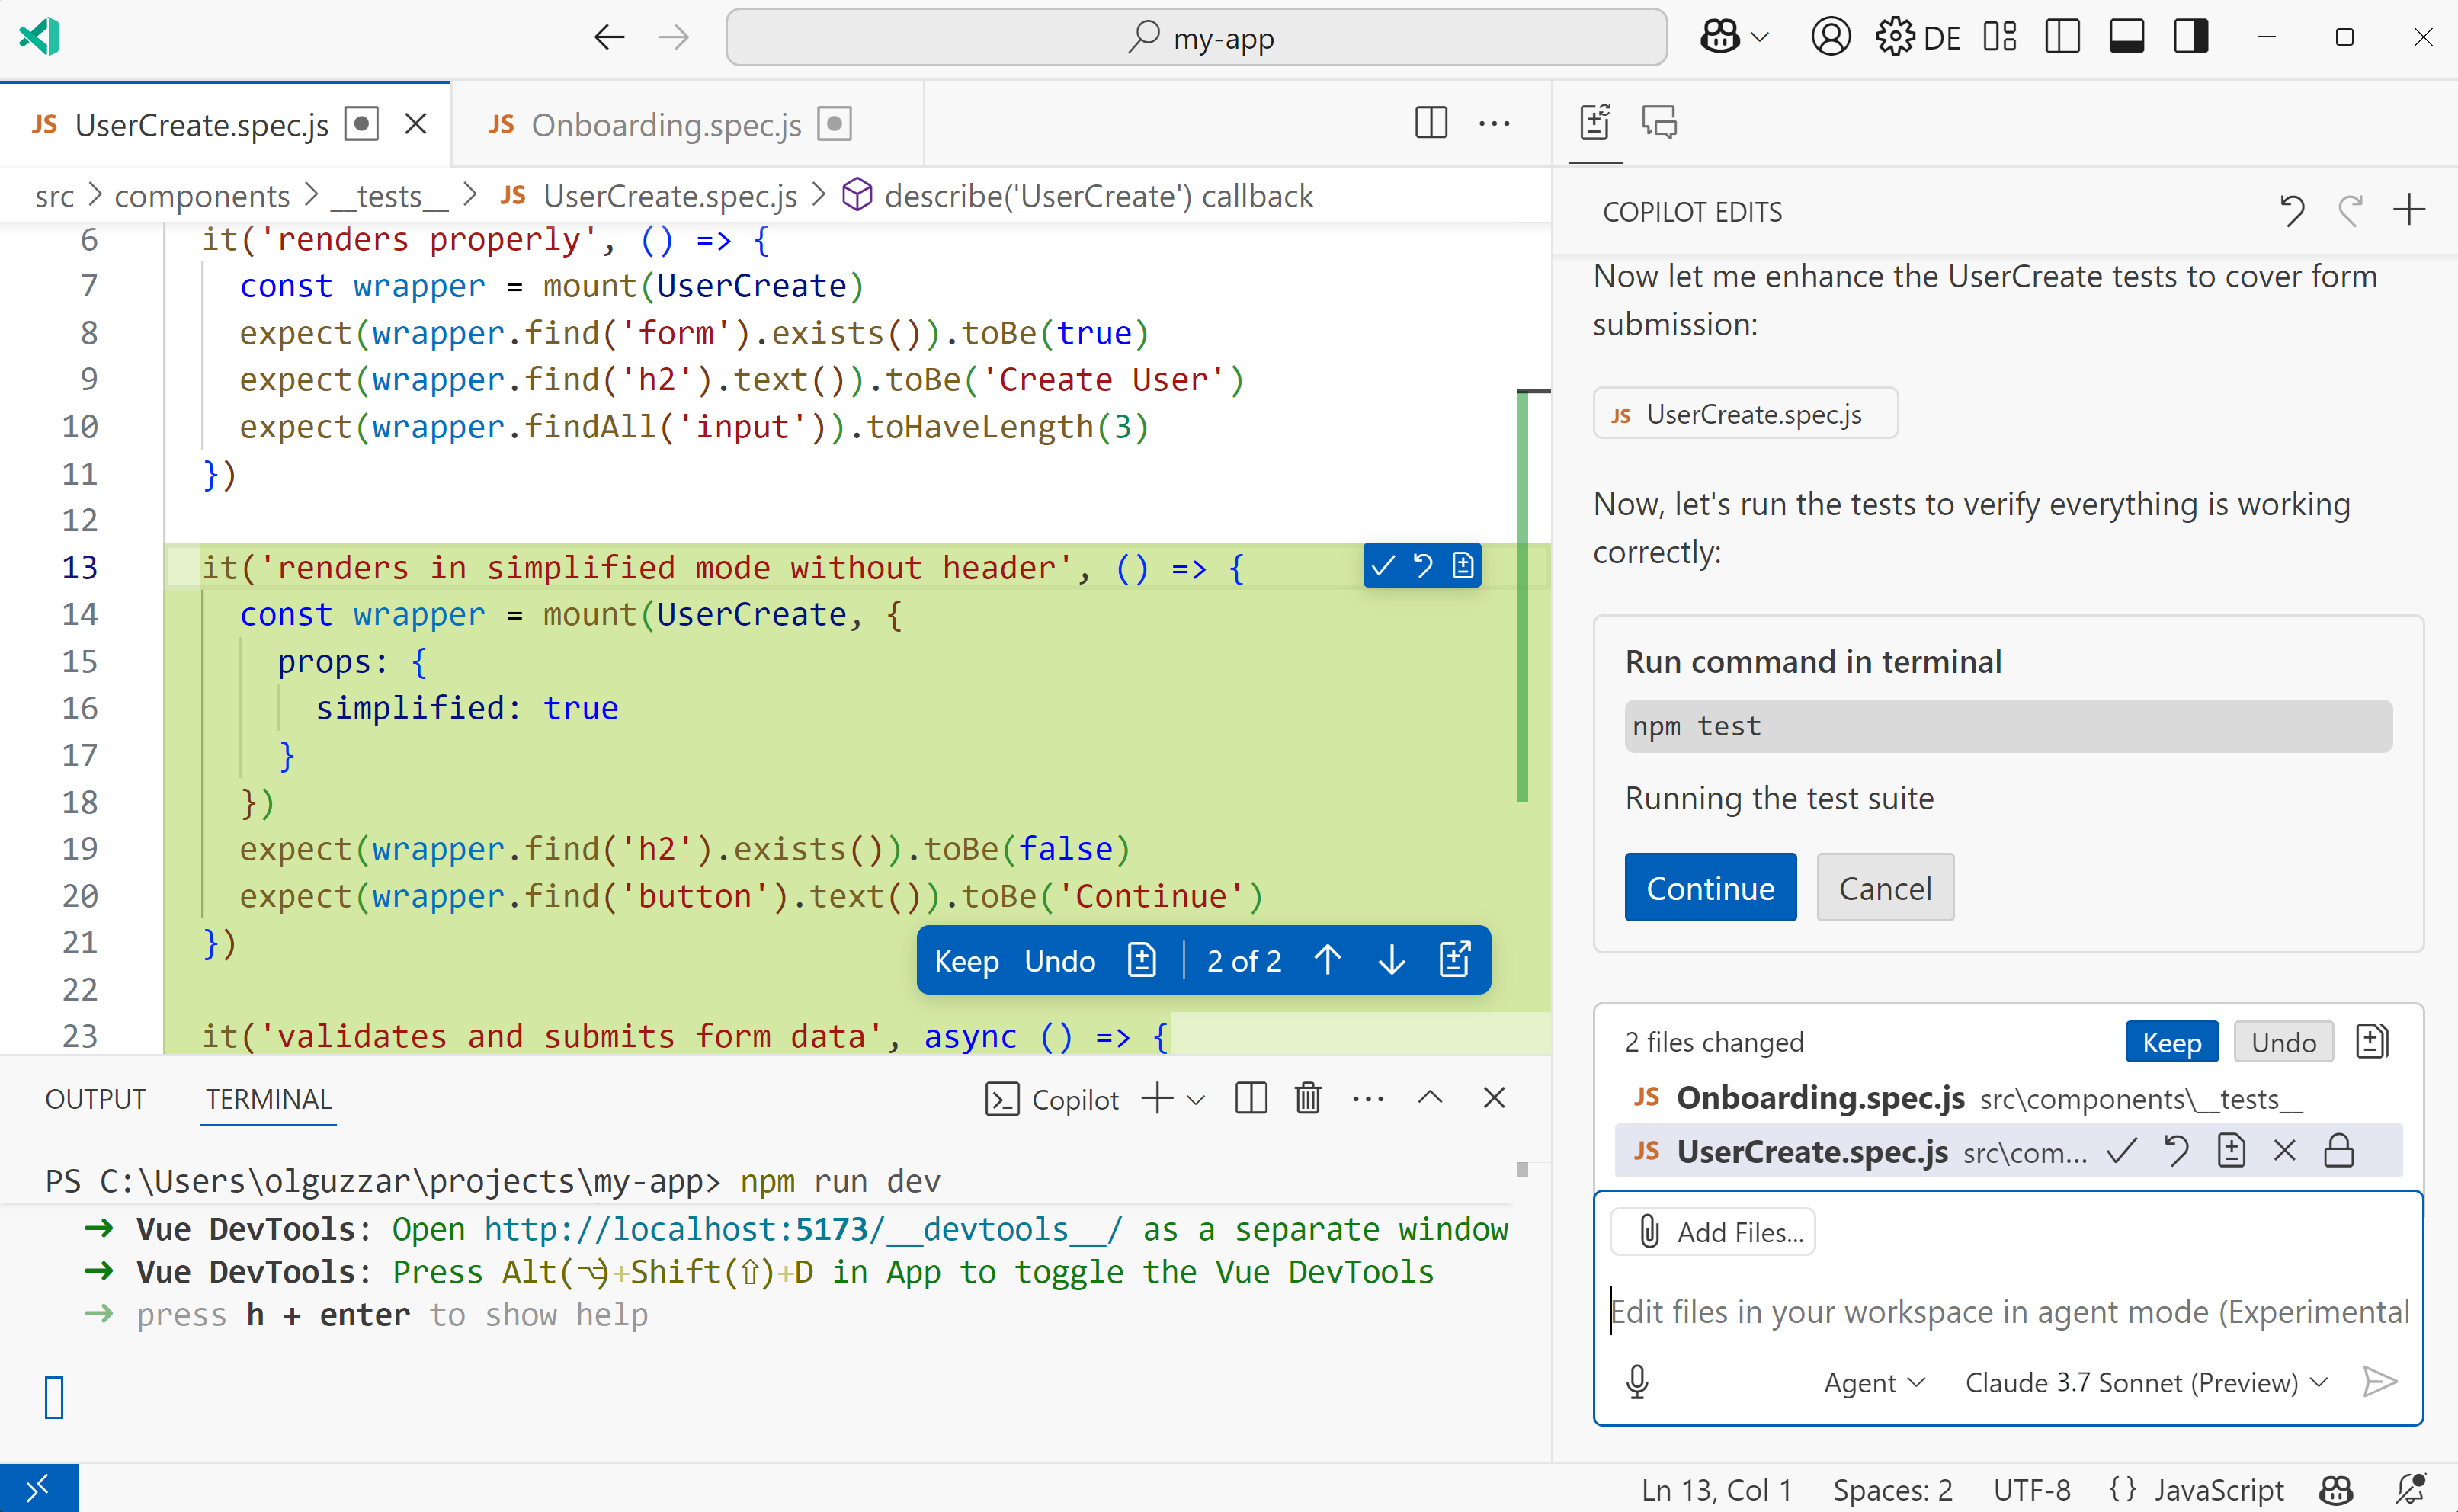 my-app
DE
JS UserCreate.spec.js
JS Onboarding.spec.js
src > components > __tests__ > JS UserCreate.spec.js > describe('UserCreate') callback
6 it('renders properly', () => {
7 const wrapper = mount(UserCreate)
8 expect(wrapper.find('form').exists()).toBe(true)
9 expect(wrapper.find('h2').text()).toBe('Create User')
10 expect(wrapper.findAll('input')).toHaveLength(3)
11 })
12
13 it('renders in simplified mode without header', () => {
14 const wrapper = mount(UserCreate, {
15 props: {
16 simplified: true
17 }
18 })
19 expect(wrapper.find('h2').exists()).toBe(false)
20 expect(wrapper.find('button').text()).toBe('Continue')
21 })
22
23 it('validates and submits form data', async () => {
Keep Undo 2 of 2
OUTPUT TERMINAL
Copilot
PS C:\Users\olguzzar\projects\my-app> npm run dev
➜ Vue DevTools: Open http://localhost:5173/__devtools__/ as a separate window
➜ Vue DevTools: Press Alt(⌥)+Shift(⇧)+D in App to toggle the Vue DevTools
➜ press h + enter to show help
COPILOT EDITS
Now let me enhance the UserCreate tests to cover form
submission:
JS UserCreate.spec.js
Now, let's run the tests to verify everything is working
correctly:
Run command in terminal
npm test
Running the test suite
Continue Cancel
2 files changed Keep Undo
JS Onboarding.spec.js src\components\__tests__
JS UserCreate.spec.js src\com...
Add Files...
Edit files in your workspace in agent mode (Experimental
Agent Claude 3.7 Sonnet (Preview)
Ln 13, Col 1 Spaces: 2 UTF-8 {} JavaScript